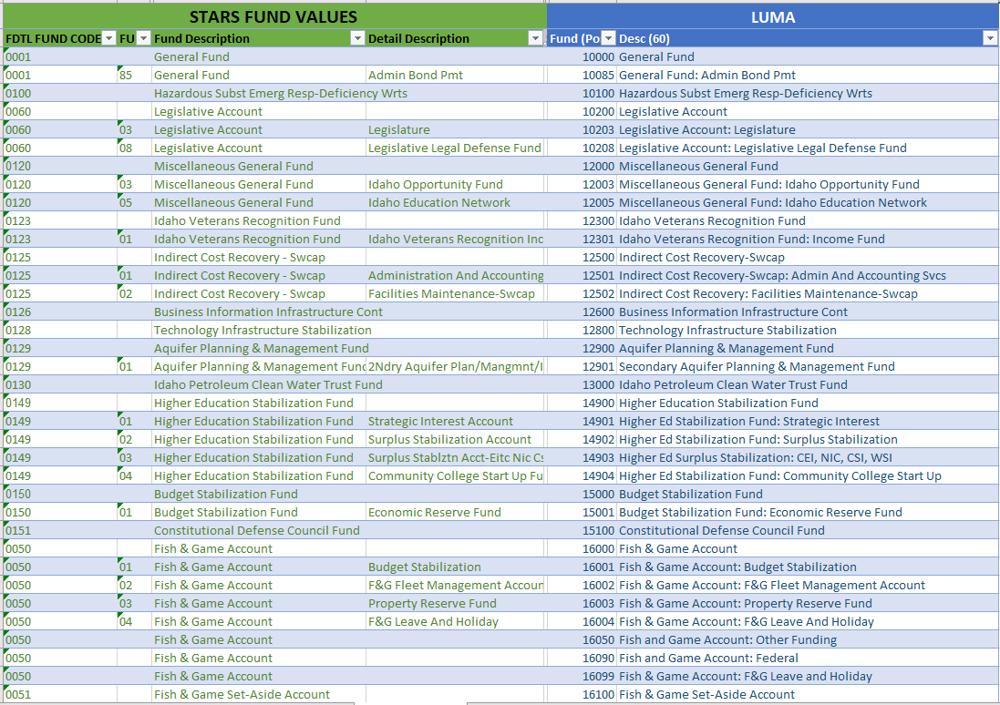 STARS FUND VALUES LUMA
FDTL FUND CODE FU Fund Description Detail Description Fund (Po Desc (60)
0001 General Fund 10000 General Fund
0001 85 General Fund Admin Bond Pmt 10085 General Fund: Admin Bond Pmt
0100 Hazardous Subst Emerg Resp-Deficiency Wrts 10100 Hazardous Subst Emerg Resp-Deficiency Wrts
0060 Legislative Account 10200 Legislative Account
0060 03 Legislative Account Legislature 10203 Legislative Account: Legislature
0060 08 Legislative Account Legislative Legal Defense Fund 10208 Legislative Account: Legislative Legal Defense Fund
0120 Miscellaneous General Fund 12000 Miscellaneous General Fund
0120 03 Miscellaneous General Fund Idaho Opportunity Fund 12003 Miscellaneous General Fund: Idaho Opportunity Fund
0120 05 Miscellaneous General Fund Idaho Education Network 12005 Miscellaneous General Fund: Idaho Education Network
0123 Idaho Veterans Recognition Fund 12300 Idaho Veterans Recognition Fund
0123 01 Idaho Veterans Recognition Fund Idaho Veterans Recognition Inc 12301 Idaho Veterans Recognition Fund: Income Fund
0125 Indirect Cost Recovery - Swcap 12500 Indirect Cost Recovery-Swcap
0125 01 Indirect Cost Recovery - Swcap Administration And Accounting 12501 Indirect Cost Recovery-Swcap: Admin And Accounting Svcs
0125 02 Indirect Cost Recovery - Swcap Facilities Maintenance-Swcap 12502 Indirect Cost Recovery: Facilities Maintenance-Swcap
0126 Business Information Infrastructure Cont 12600 Business Information Infrastructure Cont
0128 Technology Infrastructure Stabilization 12800 Technology Infrastructure Stabilization
0129 Aquifer Planning & Management Fund 12900 Aquifer Planning & Management Fund
0129 01 Aquifer Planning & Management Fund 2Ndry Aquifer Plan/Mangmnt/I 12901 Secondary Aquifer Planning & Management Fund
0130 Idaho Petroleum Clean Water Trust Fund 13000 Idaho Petroleum Clean Water Trust Fund
0149 Higher Education Stabilization Fund 14900 Higher Education Stabilization Fund
0149 01 Higher Education Stabilization Fund Strategic Interest Account 14901 Higher Ed Stabilization Fund: Strategic Interest
0149 02 Higher Education Stabilization Fund Surplus Stabilization Account 14902 Higher Ed Stabilization Fund: Surplus Stabilization
0149 03 Higher Education Stabilization Fund Surplus Stablztn Acct-Eitc Nic Cs 14903 Higher Ed Surplus Stabilization: CEI, NIC, CSI, WSI
0149 04 Higher Education Stabilization Fund Community College Start Up Fu 14904 Higher Ed Stabilization Fund: Community College Start Up
0150 Budget Stabilization Fund 15000 Budget Stabilization Fund
0150 01 Budget Stabilization Fund Economic Reserve Fund 15001 Budget Stabilization Fund: Economic Reserve Fund
0151 Constitutional Defense Council Fund 15100 Constitutional Defense Council Fund
0050 Fish & Game Account 16000 Fish & Game Account
0050 01 Fish & Game Account Budget Stabilization 16001 Fish & Game Account: Budget Stabilization
0050 02 Fish & Game Account F&G Fleet Management Accoun 16002 Fish & Game Account: F&G Fleet Management Account
0050 03 Fish & Game Account Property Reserve Fund 16003 Fish & Game Account: Property Reserve Fund
0050 04 Fish & Game Account F&G Leave And Holiday 16004 Fish & Game Account: F&G Leave And Holiday
0050 Fish & Game Account 16050 Fish and Game Account: Other Funding
0050 Fish & Game Account 16090 Fish and Game Account: Federal
0050 Fish & Game Account 16099 Fish & Game Account: F&G Leave and Holiday
0051 Fish & Game Set-Aside Account 16100 Fish & Game Set-Aside Account